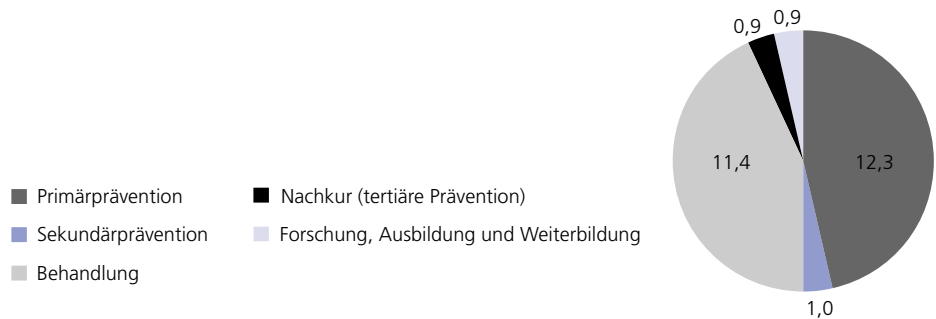 0,9
0,9
11,4
12,3
1,0
Primärprävention
Sekundärprävention
Behandlung
Nachkur (tertiäre Prävention)
Forschung, Ausbildung und Weiterbildung